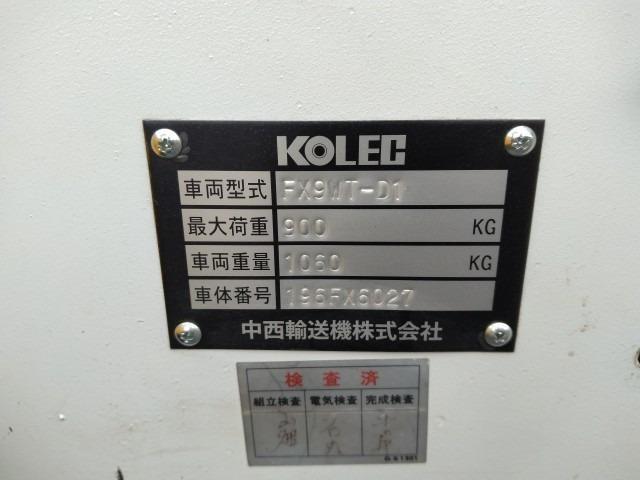 KOLEC
車両型式 FX9WT-D1
最大荷重 900 KG
車両重量 1060 KG
車体番号 196FX6027
中西輸送機株式会社
検査済
組立検査 電気検査 完成検査